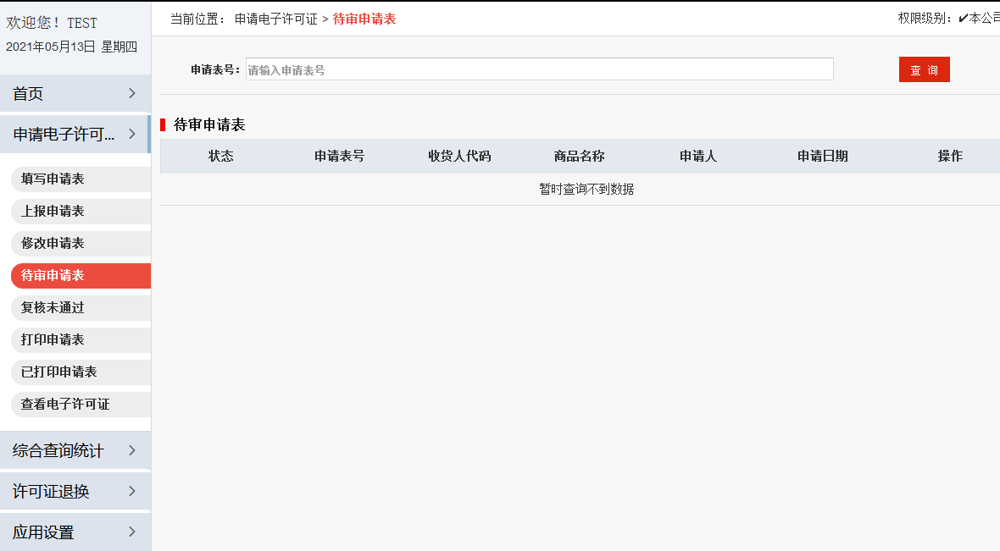 欢迎您！TEST
2021年05月13日 星期四
首页
申请电子许可...
填写申请表
上报申请表
修改申请表
待审申请表
复核未通过
打印申请表
已打印申请表
查看电子许可证
综合查询统计
许可证退换
应用设置
当前位置： 申请电子许可证 > 待审申请表
权限级别：✔本公司
申请表号： 请输入申请表号 查 询
待审申请表
状态 申请表号 收货人代码 商品名称 申请人 申请日期 操作
暂时查询不到数据